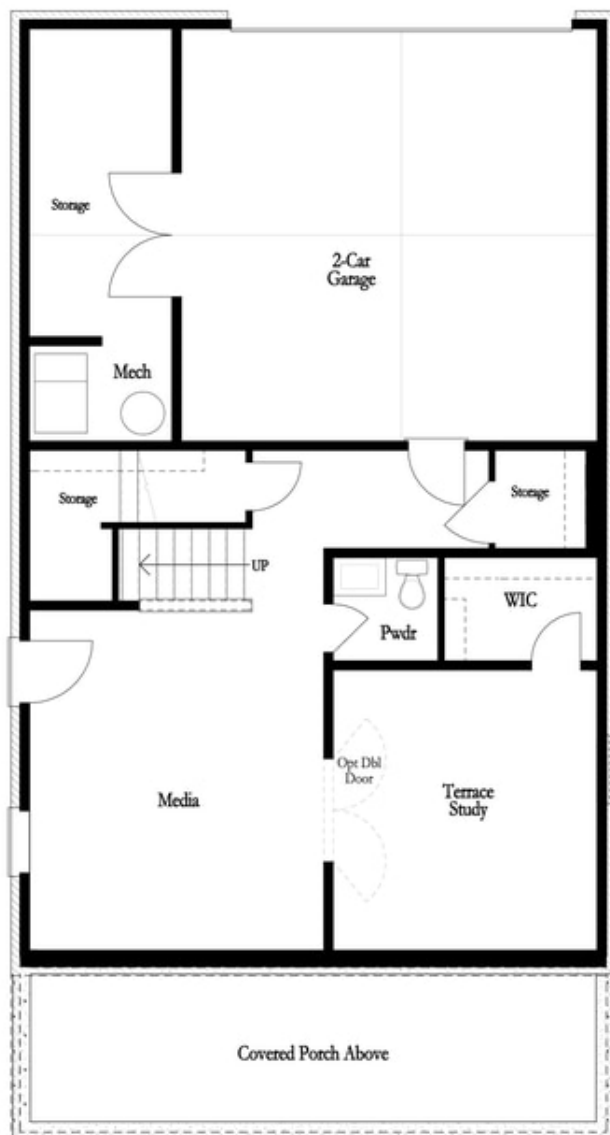 Storage
2-Car
Garage
Mech
Storage
Storage
UP
WIC
Pwdr
Opt Dbl
Door
Media
Terrace
Study
Covered Porch Above